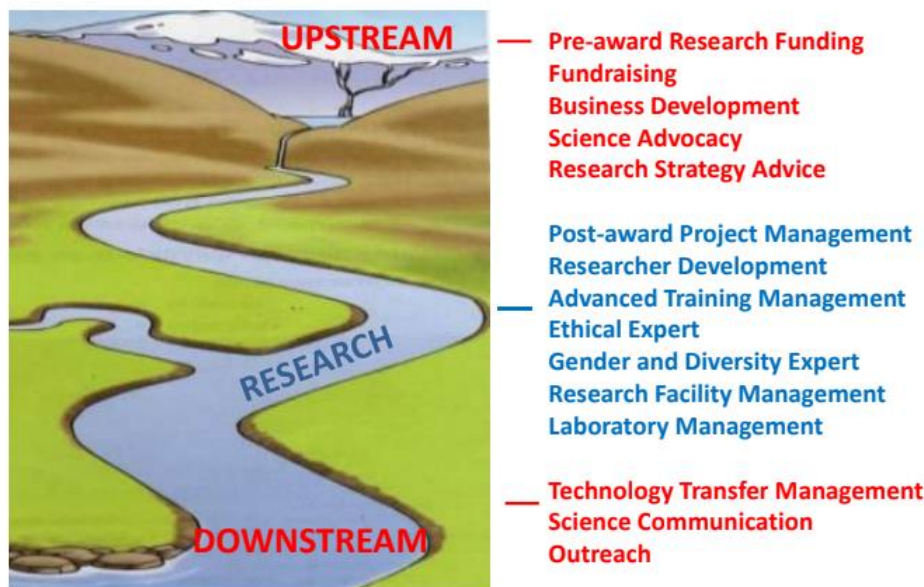 UPSTREAM
Pre-award Research Funding
Fundraising
Business Development
Science Advocacy
Research Strategy Advice
Post-award Project Management
Researcher Development
Advanced Training Management
Ethical Expert
Gender and Diversity Expert
Research Facility Management
Laboratory Management
RESEARCH
Technology Transfer Management
Science Communication
Outreach
DOWNSTREAM